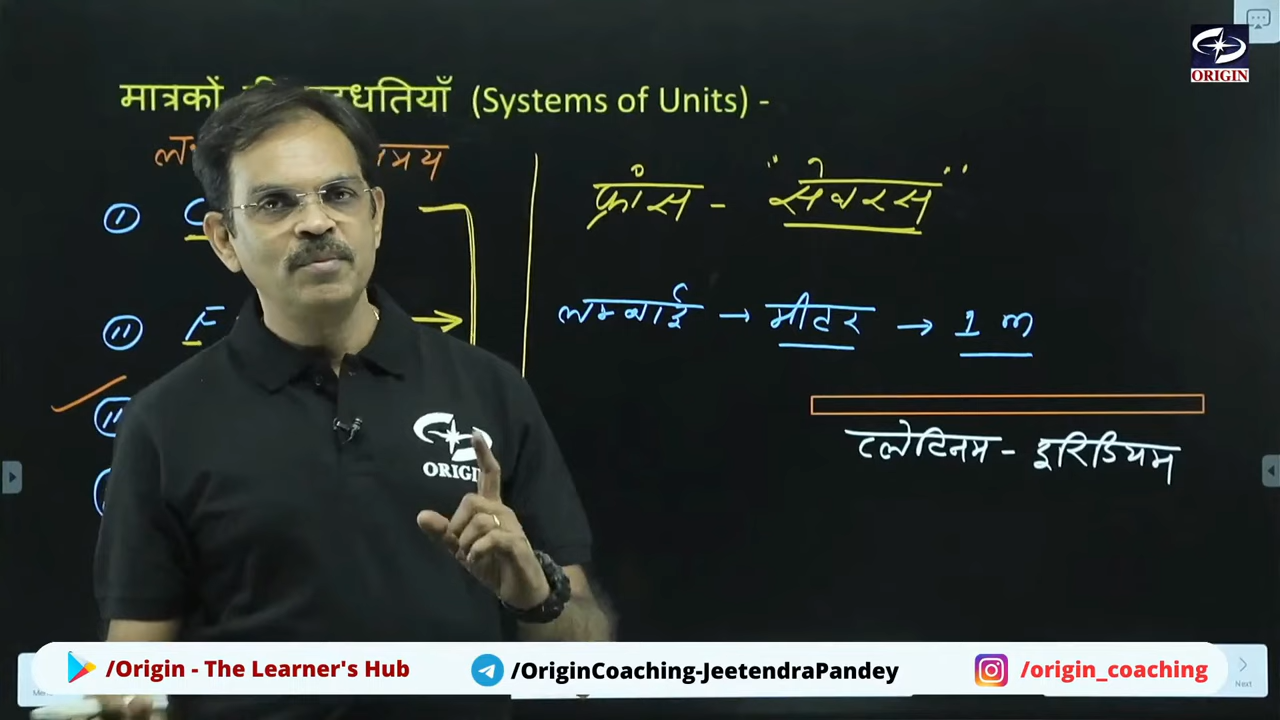 ORIGIN
मात्रकों (Systems of Units) -
फ्रांस - "सेवरस"
लम्बाई → मीटर → 1 m
प्लेटिनम - इरिडियम
ORIGIN
/Origin - The Learner's Hub
/OriginCoaching-JeetendraPandey
/origin_coaching
Next